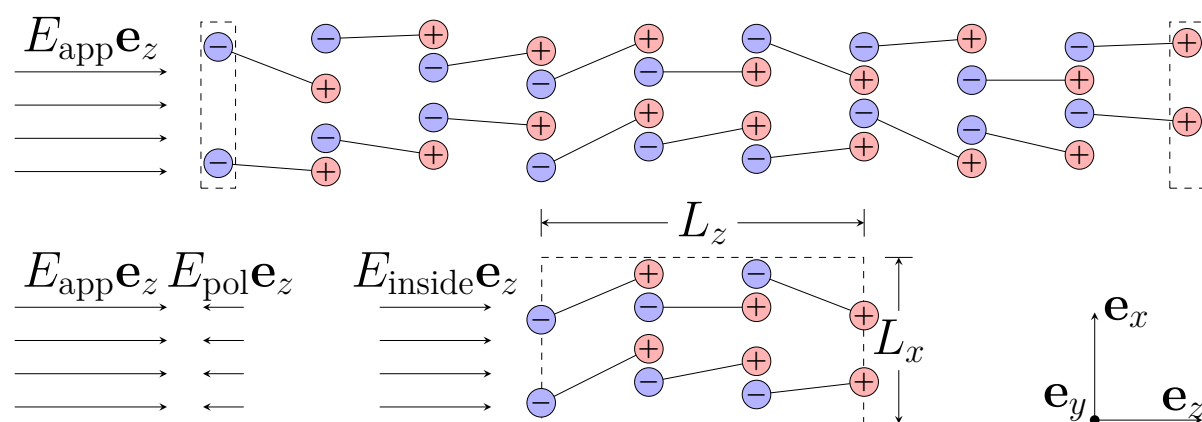 E_app e_z
L_z
E_app e_z E_pol e_z E_inside e_z
L_x
e_x
e_y e_z